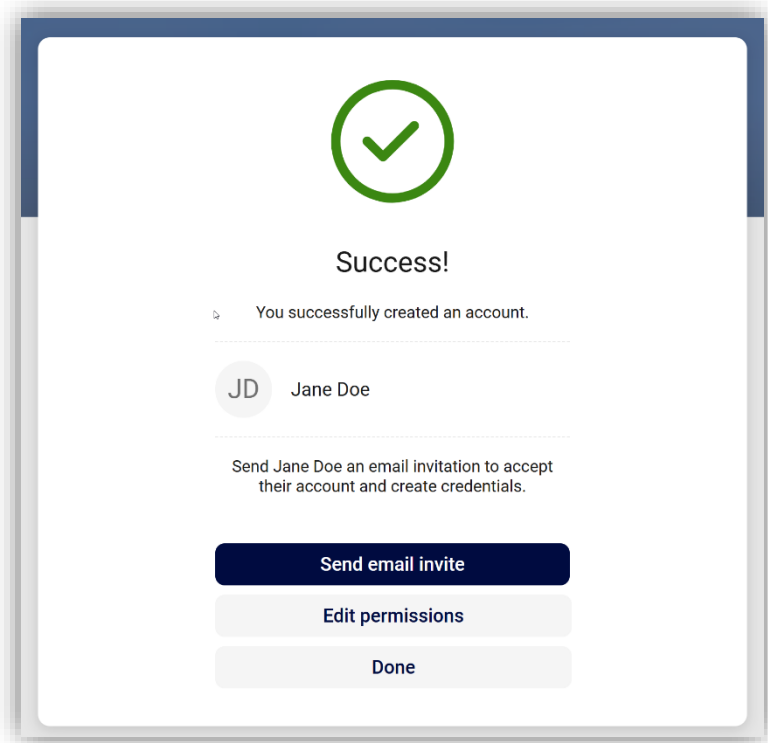 Success!
You successfully created an account.
JD
Jane Doe
Send Jane Doe an email invitation to accept
their account and create credentials.
Send email invite
Edit permissions
Done